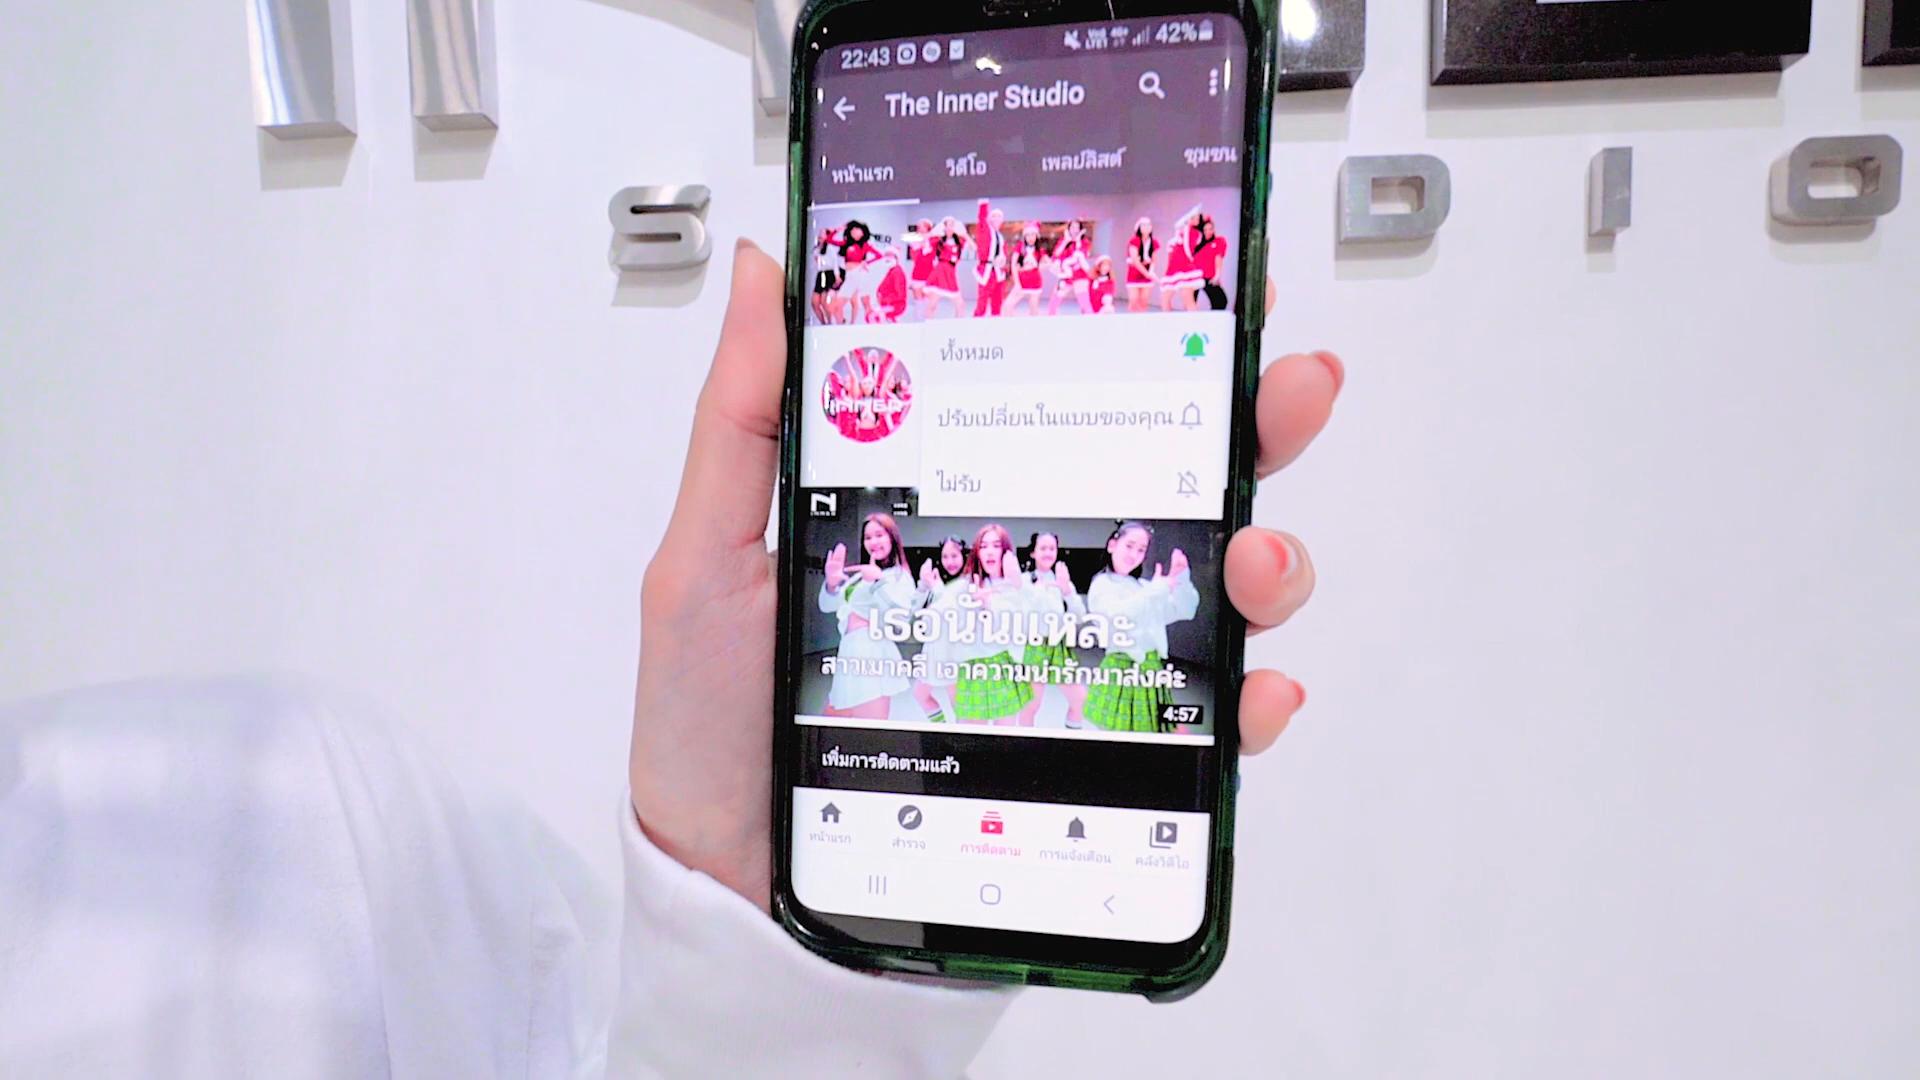 22:43 42%
The Inner Studio
หน้าแรก วิดีโอ เพลย์ลิสต์ ชุมชน
ทั้งหมด
INNER
ปรับเปลี่ยนในแบบของคุณ
ไม่รับ
เธอนั่นแหละ
สาวเมาคลี เอาความน่ารักมาส่งค่ะ
4:57
เพิ่มการติดตามแล้ว
หน้าแรก สำรวจ การติดตาม การแจ้งเตือน คลังวิดีโอ
S DIO